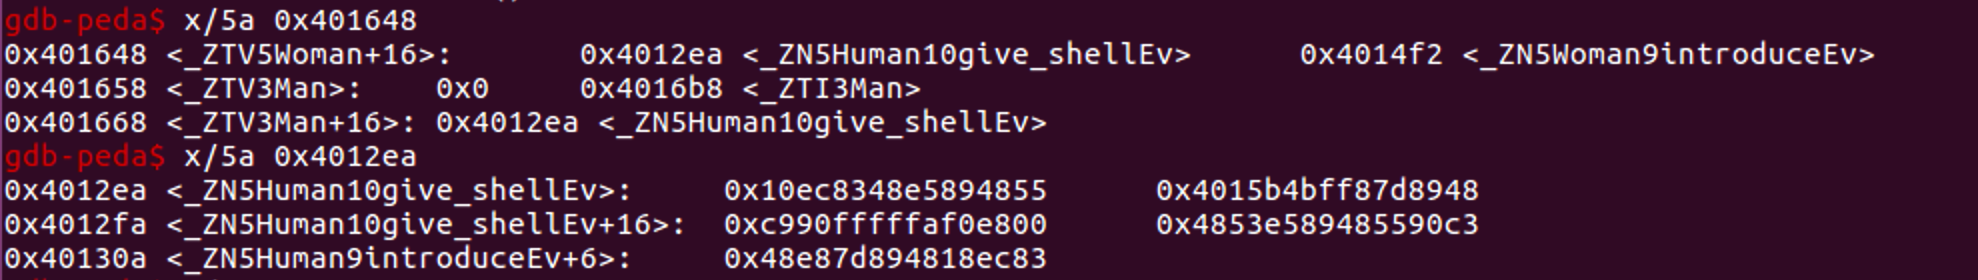 gdb-peda$ x/5a 0x401648
0x401648 <_ZTV5Woman+16>: 0x4012ea <_ZN5Human10give_shellEv> 0x4014f2 <_ZN5Woman9introduceEv>
0x401658 <_ZTV3Man>: 0x0 0x4016b8 <_ZTI3Man>
0x401668 <_ZTV3Man+16>: 0x4012ea <_ZN5Human10give_shellEv>
gdb-peda$ x/5a 0x4012ea
0x4012ea <_ZN5Human10give_shellEv>: 0x10ec8348e5894855 0x4015b4bff87d8948
0x4012fa <_ZN5Human10give_shellEv+16>: 0xc990fffffaf0e800 0x4853e589485590c3
0x40130a <_ZN5Human9introduceEv+6>: 0x48e87d894818ec83